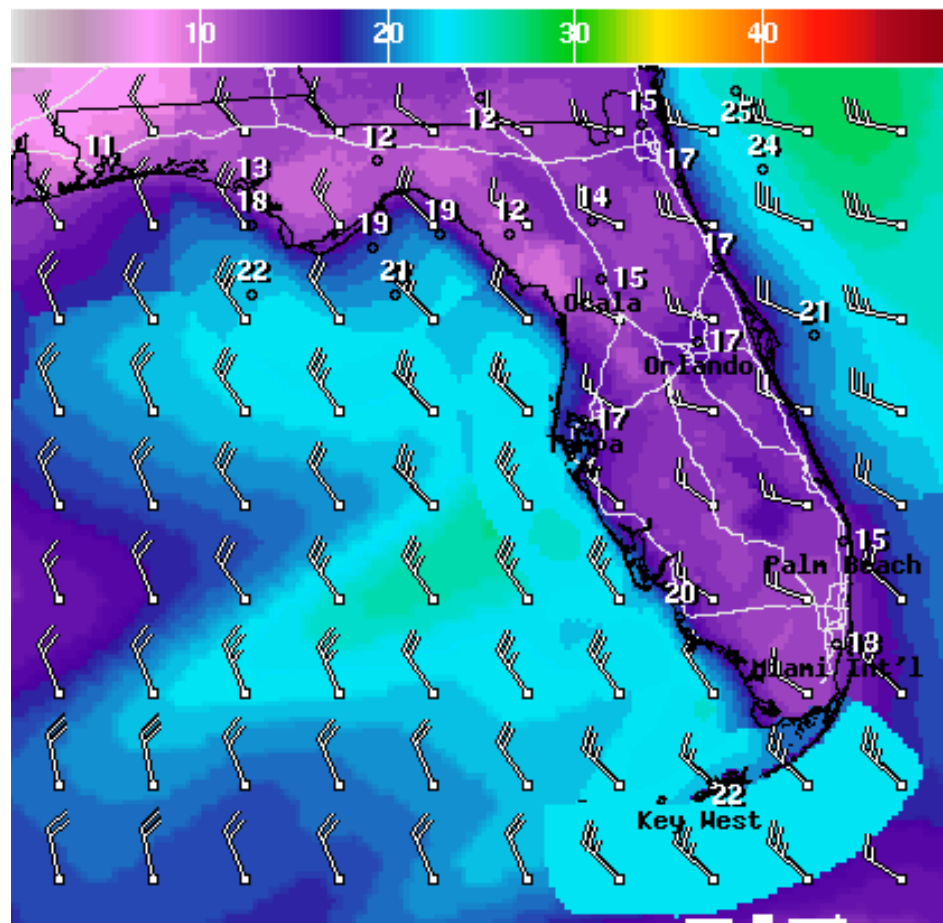 10 20 30 40
15 25
12 12
11 17 24
13
18 14
19 19 12
17
22 21 15
Ocala 21
17
Orlando
17
Tampa
15
Palm Beach
20
18
Miami Int'l
22
Key West